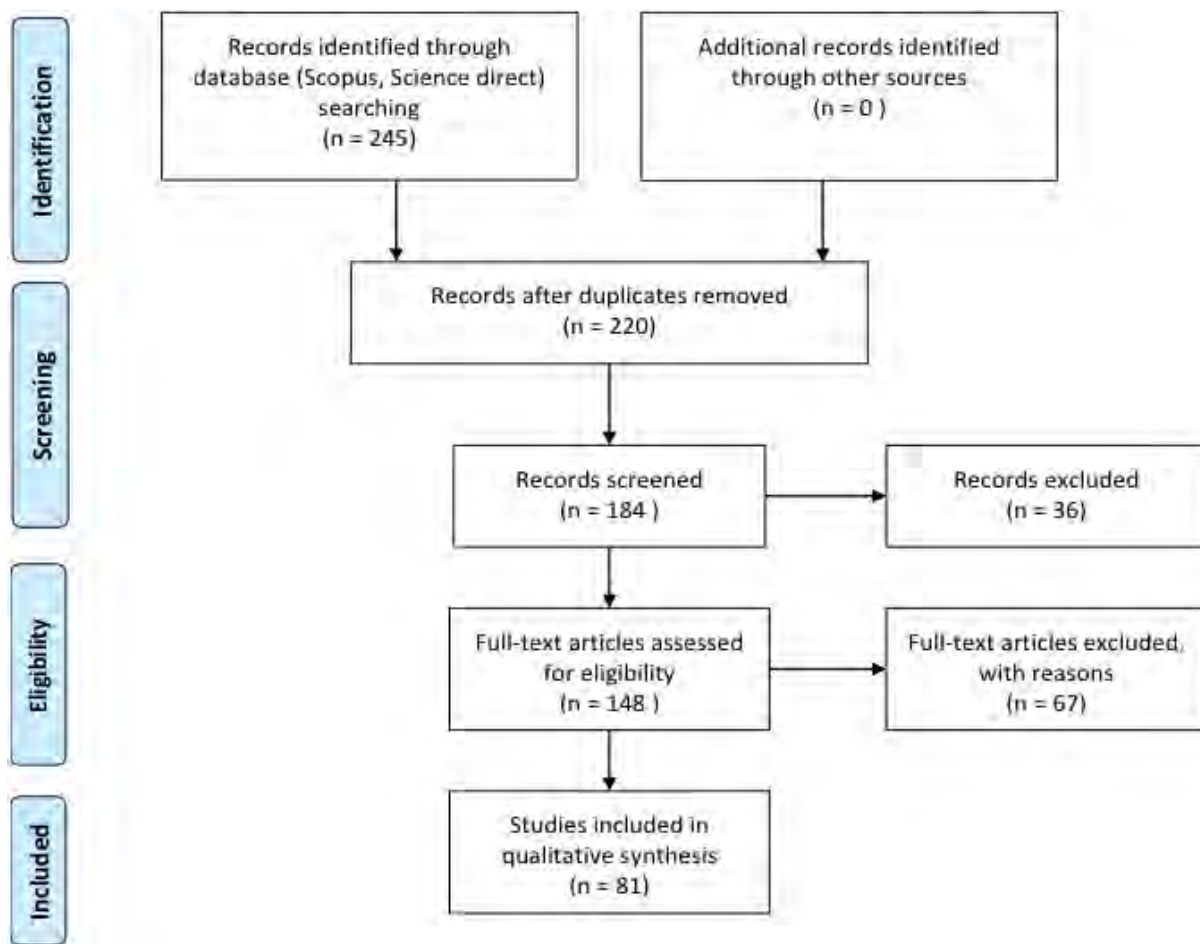 Identification
Records identified through
database (Scopus, Science direct)
searching
(n = 245)
Additional records identified
through other sources
(n = 0 )
Screening
Records after duplicates removed
(n = 220)
Records screened
(n = 184 )
Records excluded
(n = 36)
Eligibility
Full-text articles assessed
for eligibility
(n = 148 )
Full-text articles excluded,
with reasons
(n = 67)
Included
Studies included in
qualitative synthesis
(n = 81)